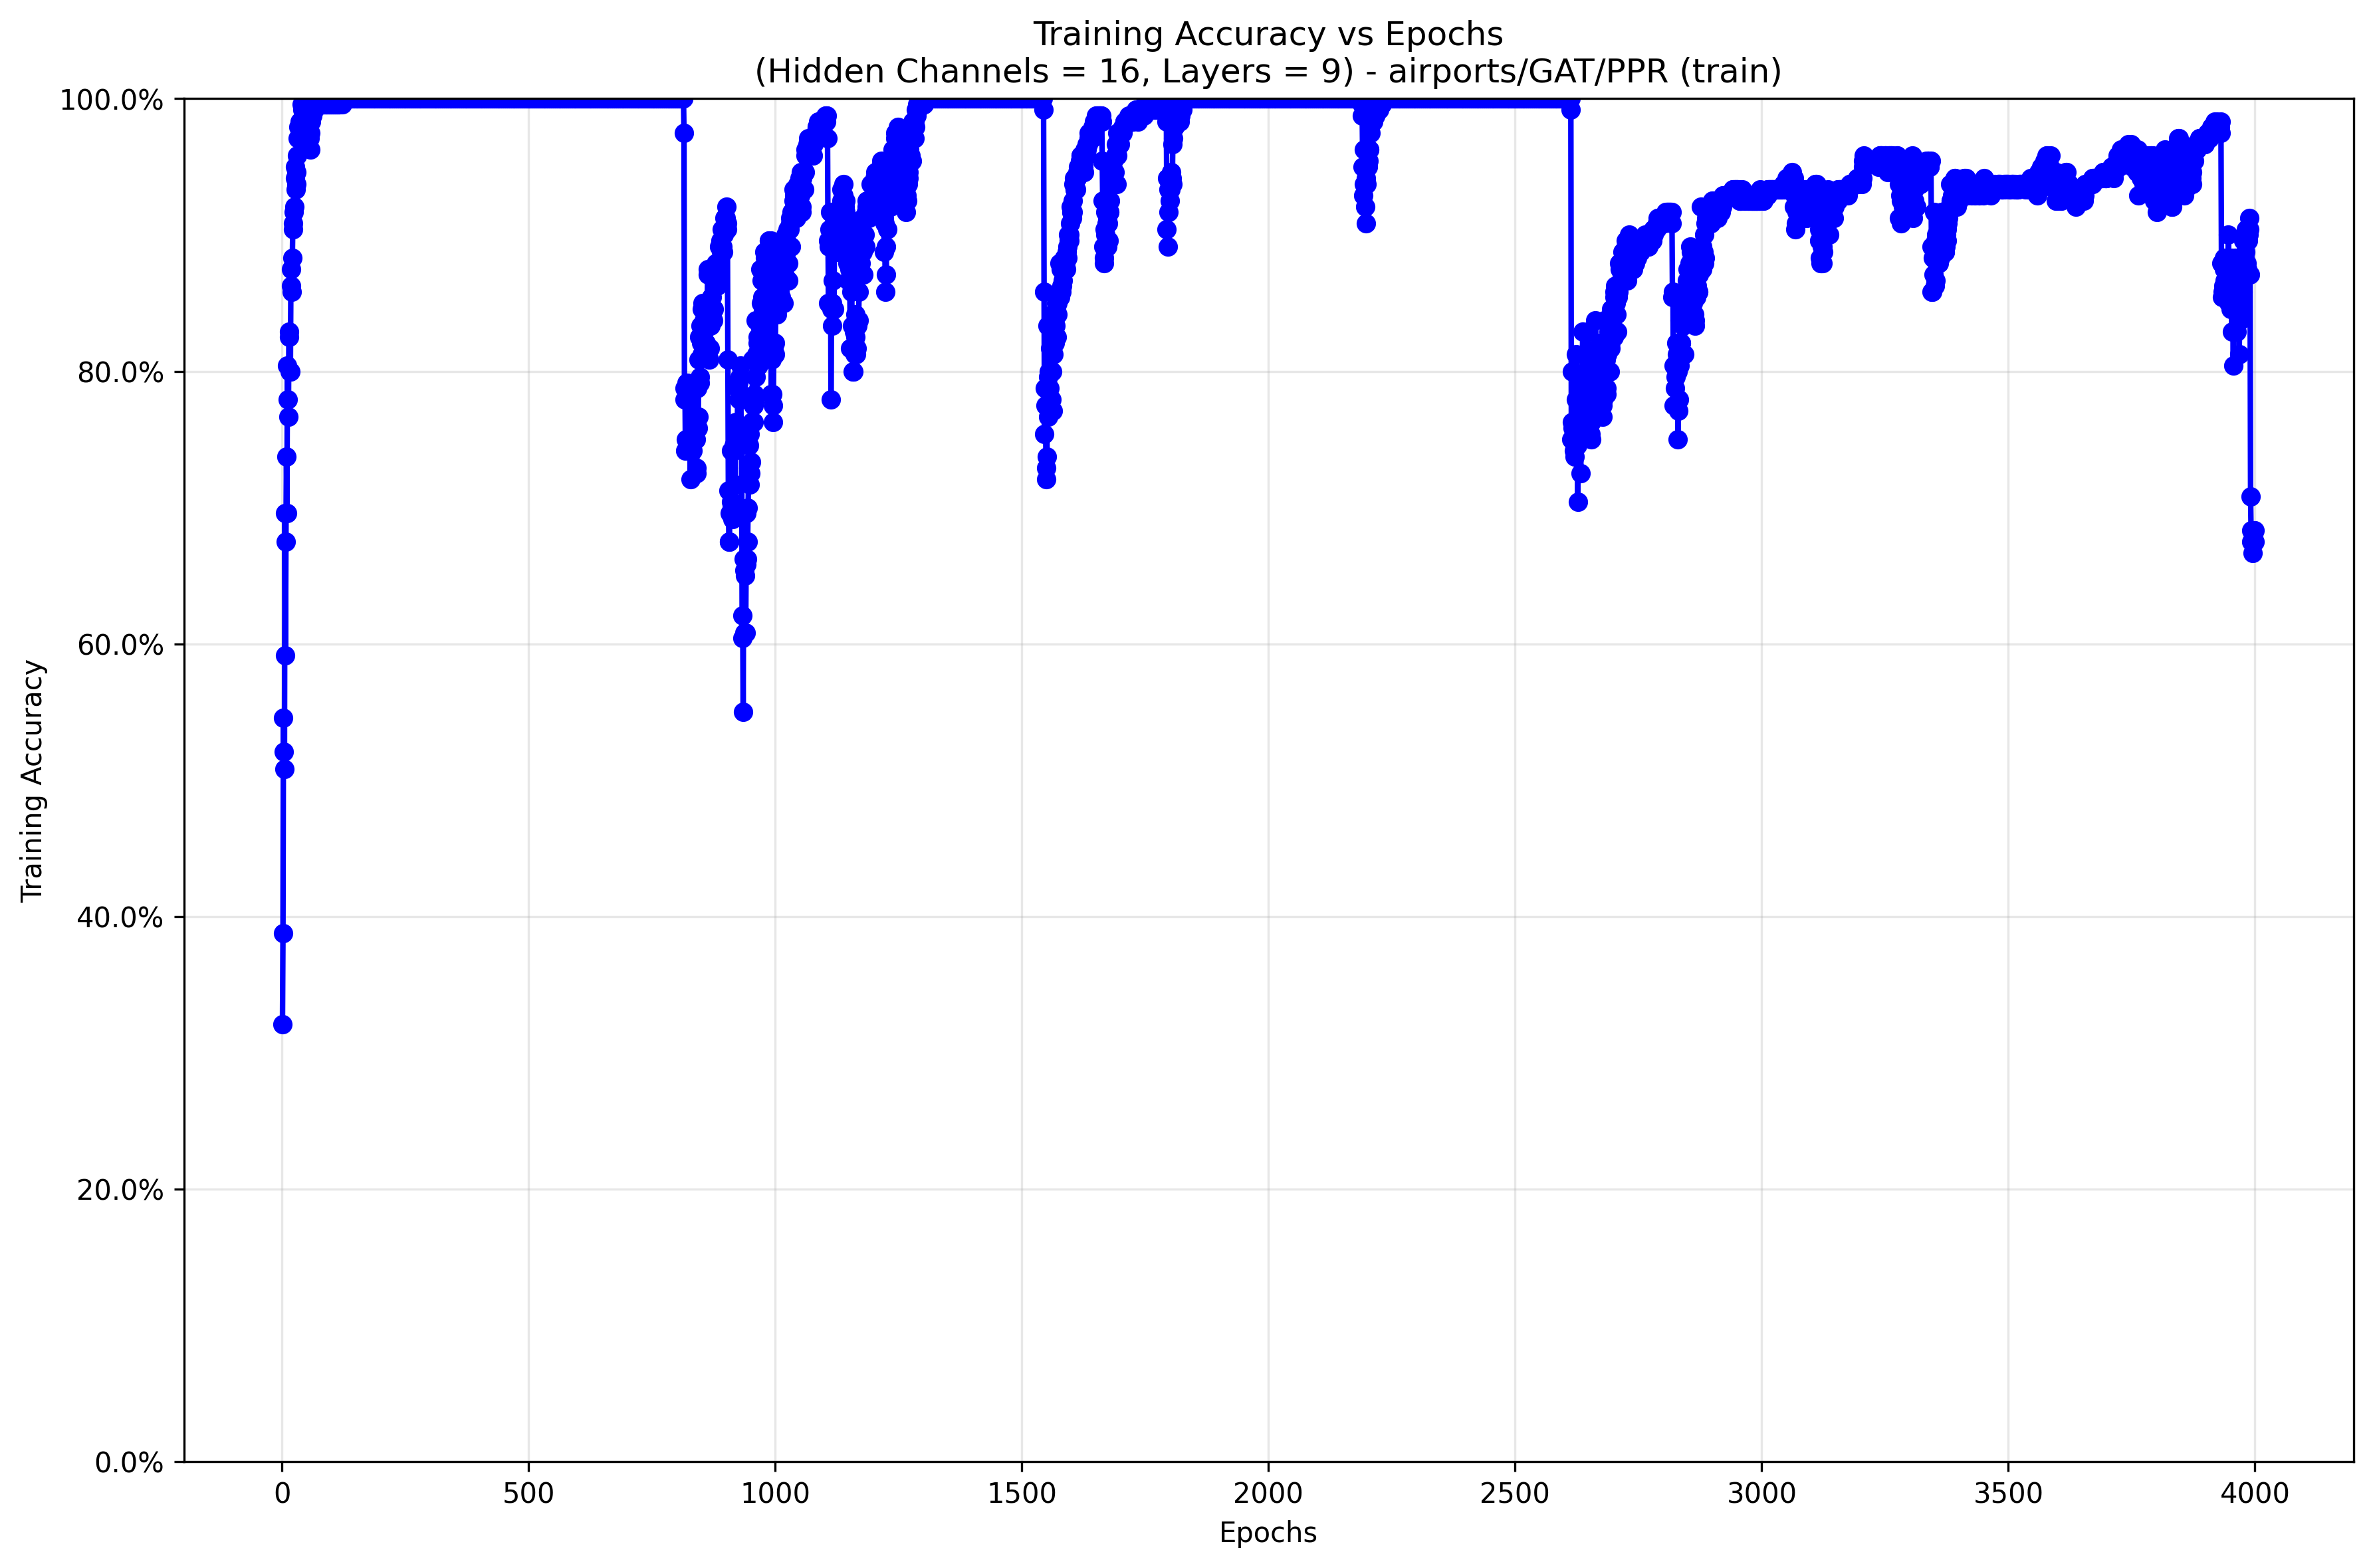 Training Accuracy vs Epochs
(Hidden Channels = 16, Layers = 9) - airports/GAT/PPR (train)
100.0%
80.0%
60.0%
40.0%
20.0%
0.0%
Training Accuracy
0 500 1000 1500 2000 2500 3000 3500 4000
Epochs